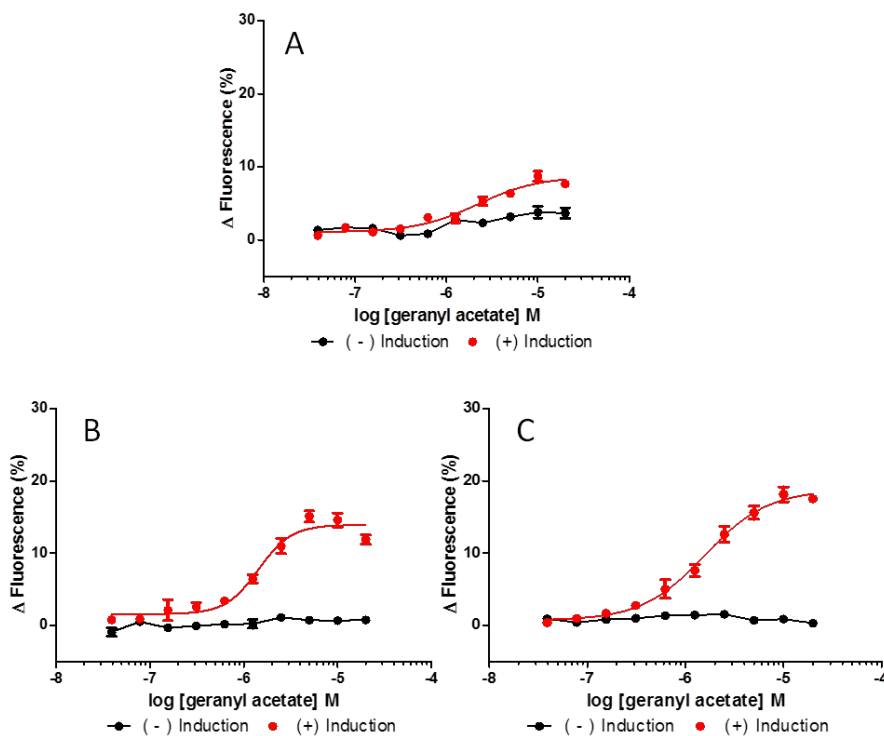 A
30
20
10
0
Δ Fluorescence (%)
-8 -7 -6 -5 -4
log [geranyl acetate] M
( - ) Induction (+) Induction
B
30
20
10
0
Δ Fluorescence (%)
-8 -7 -6 -5 -4
log [geranyl acetate] M
( - ) Induction (+) Induction
C
30
20
10
0
Δ Fluorescence (%)
-8 -7 -6 -5 -4
log [geranyl acetate] M
( - ) Induction (+) Induction